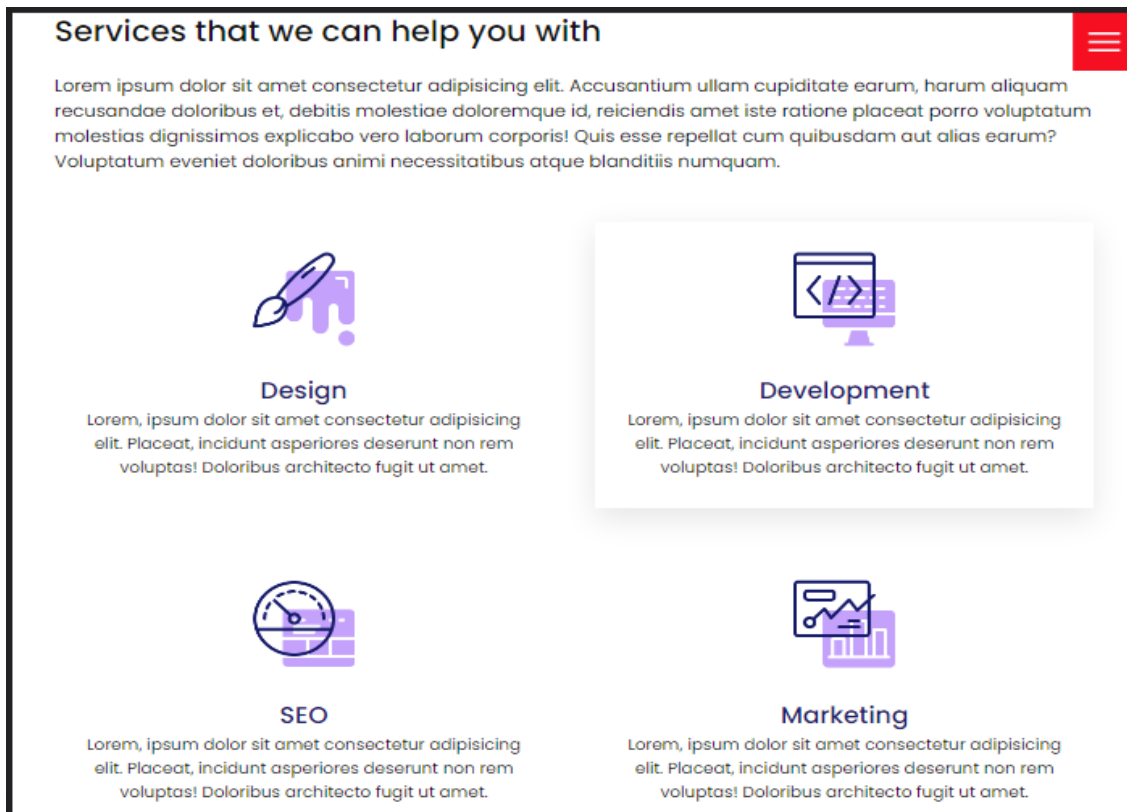 Services that we can help you with
Lorem ipsum dolor sit amet consectetur adipisicing elit. Accusantium ullam cupiditate earum, harum aliquam
recusandae doloribus et, debitis molestiae doloremque id, reiciendis amet iste ratione placeat porro voluptatum
molestias dignissimos explicabo vero laborum corporis! Quis esse repellat cum quibusdam aut alias earum?
Voluptatum eveniet doloribus animi necessitatibus atque blanditiis numquam.
</>
Design
Lorem, ipsum dolor sit amet consectetur adipisicing
elit. Placeat, incidunt asperiores deserunt non rem
voluptas! Doloribus architecto fugit ut amet.
Development
Lorem, ipsum dolor sit amet consectetur adipisicing
elit. Placeat, incidunt asperiores deserunt non rem
voluptas! Doloribus architecto fugit ut amet.
SEO
Lorem, ipsum dolor sit amet consectetur adipisicing
elit. Placeat, incidunt asperiores deserunt non rem
voluptas! Doloribus architecto fugit ut amet.
Marketing
Lorem, ipsum dolor sit amet consectetur adipisicing
elit. Placeat, incidunt asperiores deserunt non rem
voluptas! Doloribus architecto fugit ut amet.